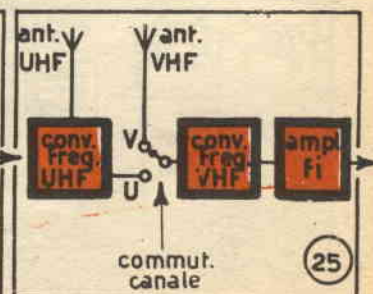 ant.
UHF
ant.
VHF
conv.
freq.
UHF
V
U
conv.
freq.
VHF
ampl
fi
commut.
canale
25